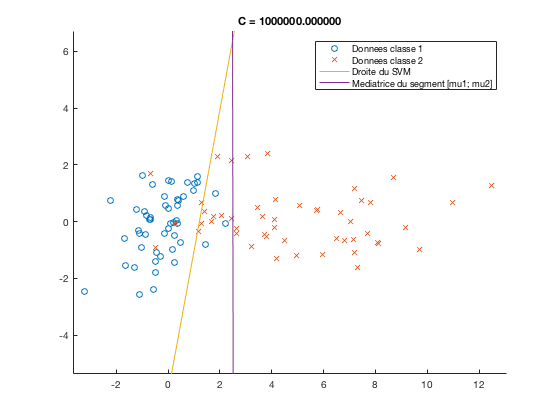 C = 1000000.000000
Donnees classe 1
Donnees classe 2
Droite du SVM
Mediatrice du segment [mu1; mu2]
6
4
2
0
-2
-4
-2 0 2 4 6 8 10 12